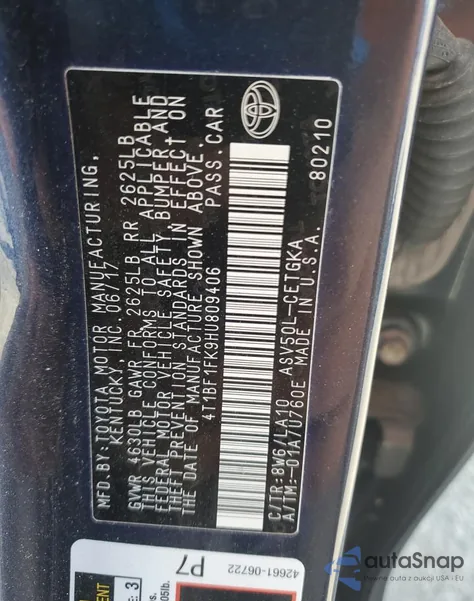 MFD. BY: TOYOTA MOTOR MANUFACTURING,
KENTUCKY, INC. 06/17
GVWR 4630LB GAWR FR 2625LB RR 2625LB
THIS VEHICLE CONFORMS TO ALL APPLICABLE
FEDERAL MOTOR VEHICLE SAFETY, BUMPER, AND
THEFT PREVENTION STANDARDS IN EFFECT ON
THE DATE OF MANUFACTURE SHOWN ABOVE.
4T1BF1FK9HU809406 PASS. CAR
C/TR: 8W6/LA10 ASV50L-CETGKA
A/TM: -01A/U760E MADE IN U.S.A.
80210
42661-06722
P7
ENT
3
05lb.
autoSnap